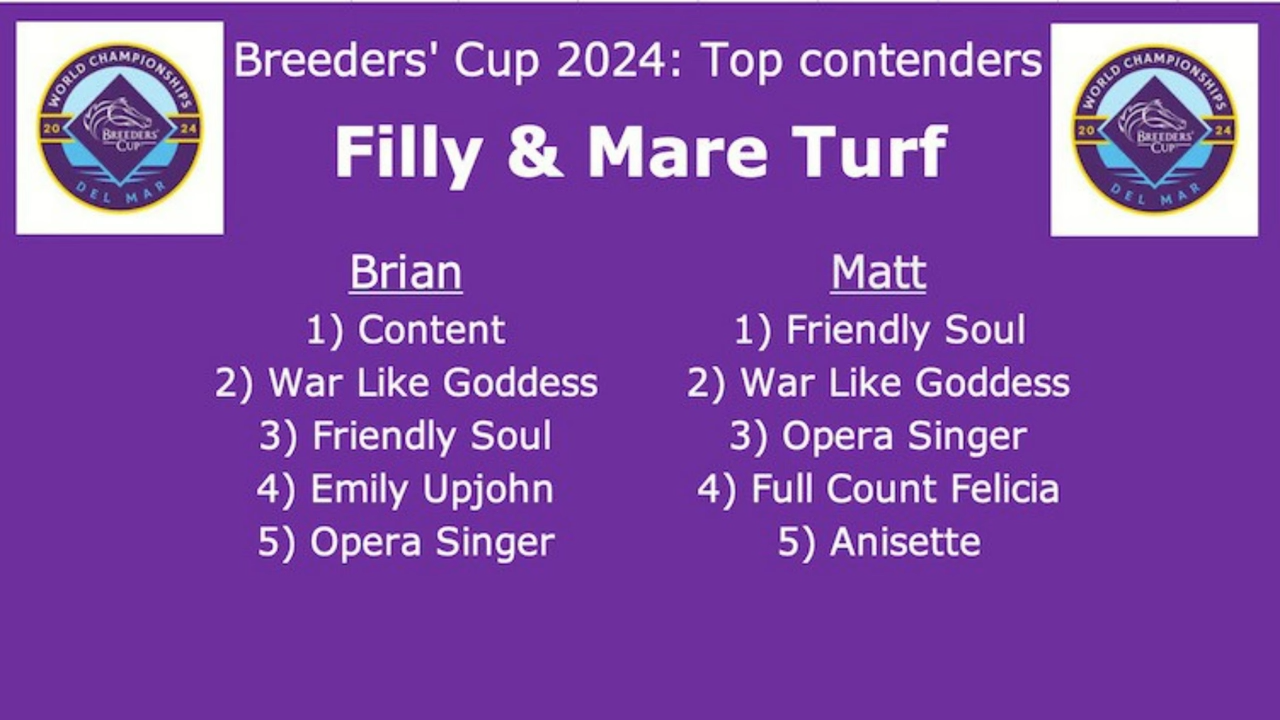 WORLD CHAMPIONSHIPS
20 24
BREEDERS'
CUP
DEL MAR
Breeders' Cup 2024: Top contenders
Filly & Mare Turf
WORLD CHAMPIONSHIPS
20 24
BREEDERS'
CUP
DEL MAR
Brian
1) Content
2) War Like Goddess
3) Friendly Soul
4) Emily Upjohn
5) Opera Singer
Matt
1) Friendly Soul
2) War Like Goddess
3) Opera Singer
4) Full Count Felicia
5) Anisette